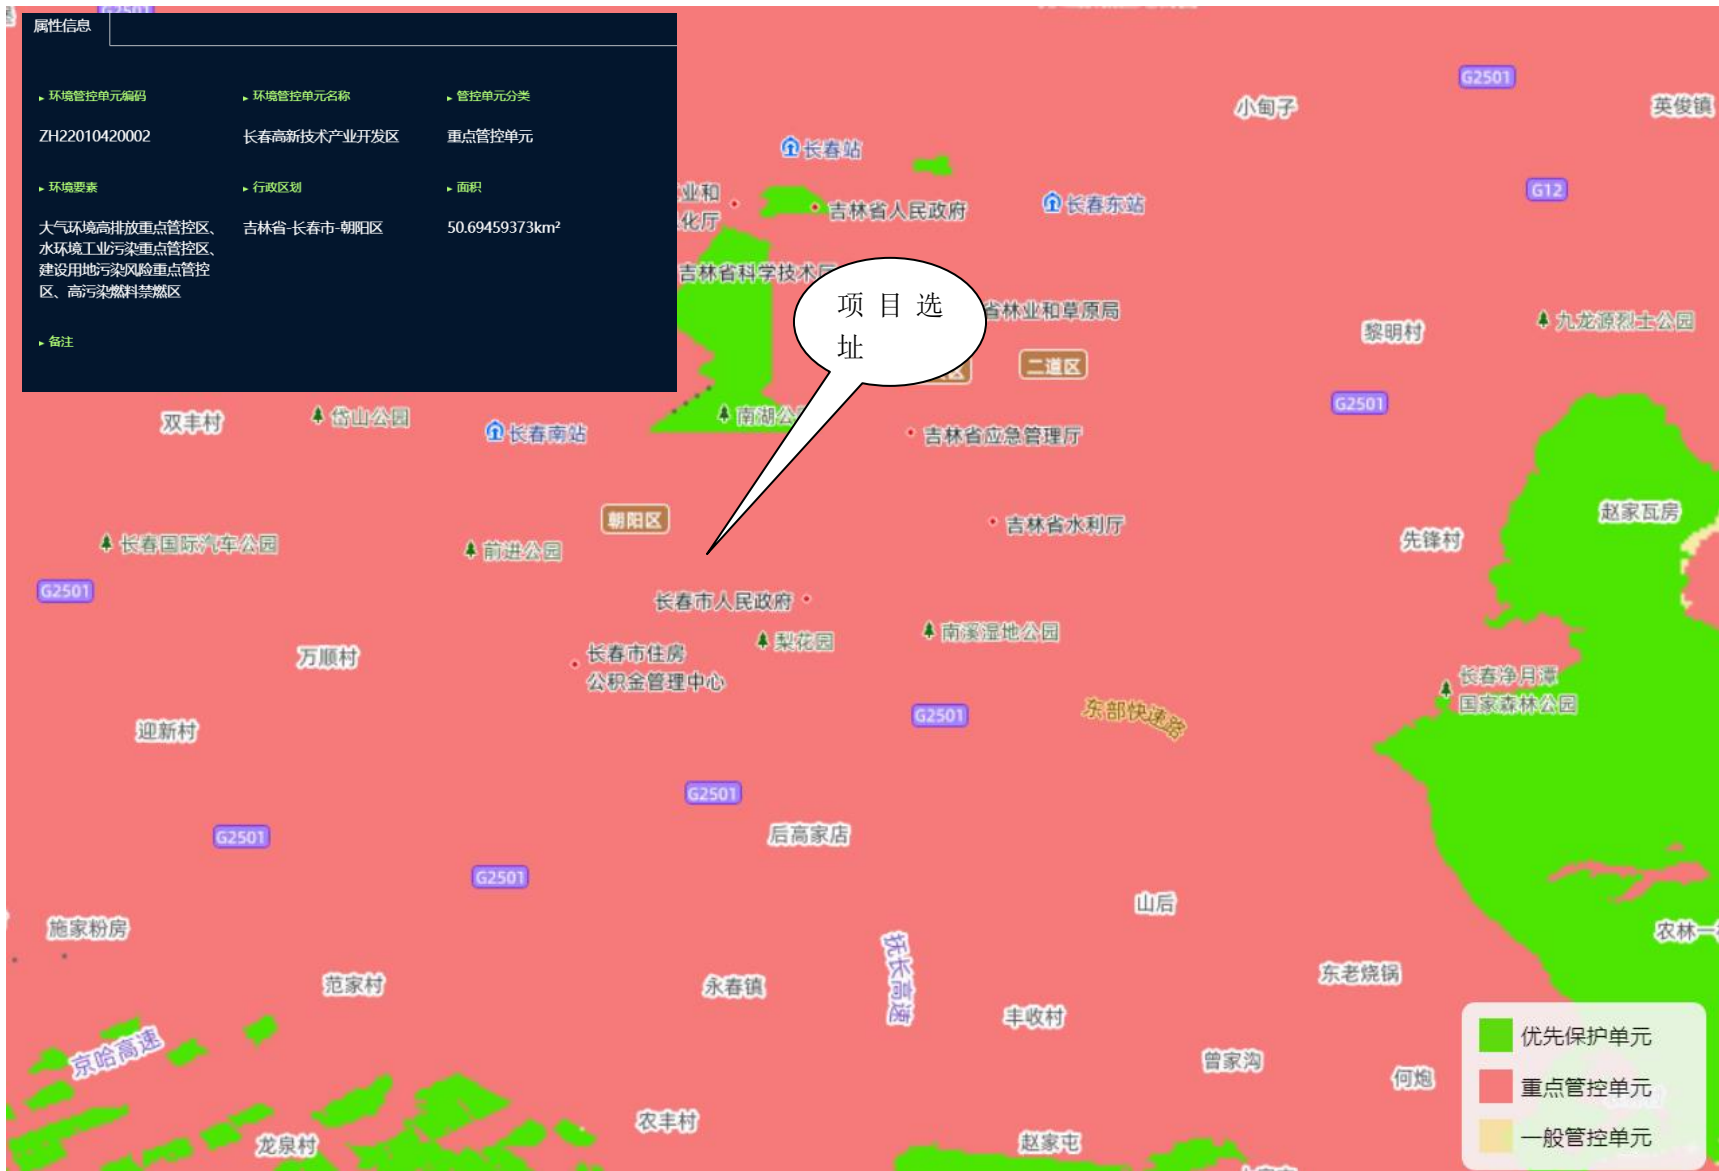 G2501
属性信息
环境管控单元编码
环境管控单元名称
管控单元分类
ZH22010420002
长春高新技术产业开发区
重点管控单元
环境要素
行政区划
面积
大气环境高排放重点管控区、
水环境工业污染重点管控区、
建设用地污染风险重点管控
区、高污染燃料禁燃区
吉林省-长春市-朝阳区
50.69459373km²
备注
G2501
小甸子
英俊镇
长春站
业和
化厅
吉林省人民政府
长春东站
G12
吉林省科学技术厅
项目选
址
省林业和草原局
黎明村
九龙源烈士公园
区
二道区
G2501
双丰村
岱山公园
长春南站
南湖公
吉林省应急管理厅
朝阳区
吉林省水利厅
赵家瓦房
先锋村
长春国际汽车公园
前进公园
G2501
长春市人民政府
梨花园
南溪湿地公园
万顺村
长春市住房
公积金管理中心
长春净月潭
国家森林公园
迎新村
G2501
东部快速路
G2501
G2501
后高家店
G2501
山后
施家粉房
农林一
抚长高速
范家村
永春镇
东老烧锅
丰收村
京哈高速
曾家沟
何炮
农丰村
龙泉村
赵家屯
优先保护单元
重点管控单元
一般管控单元